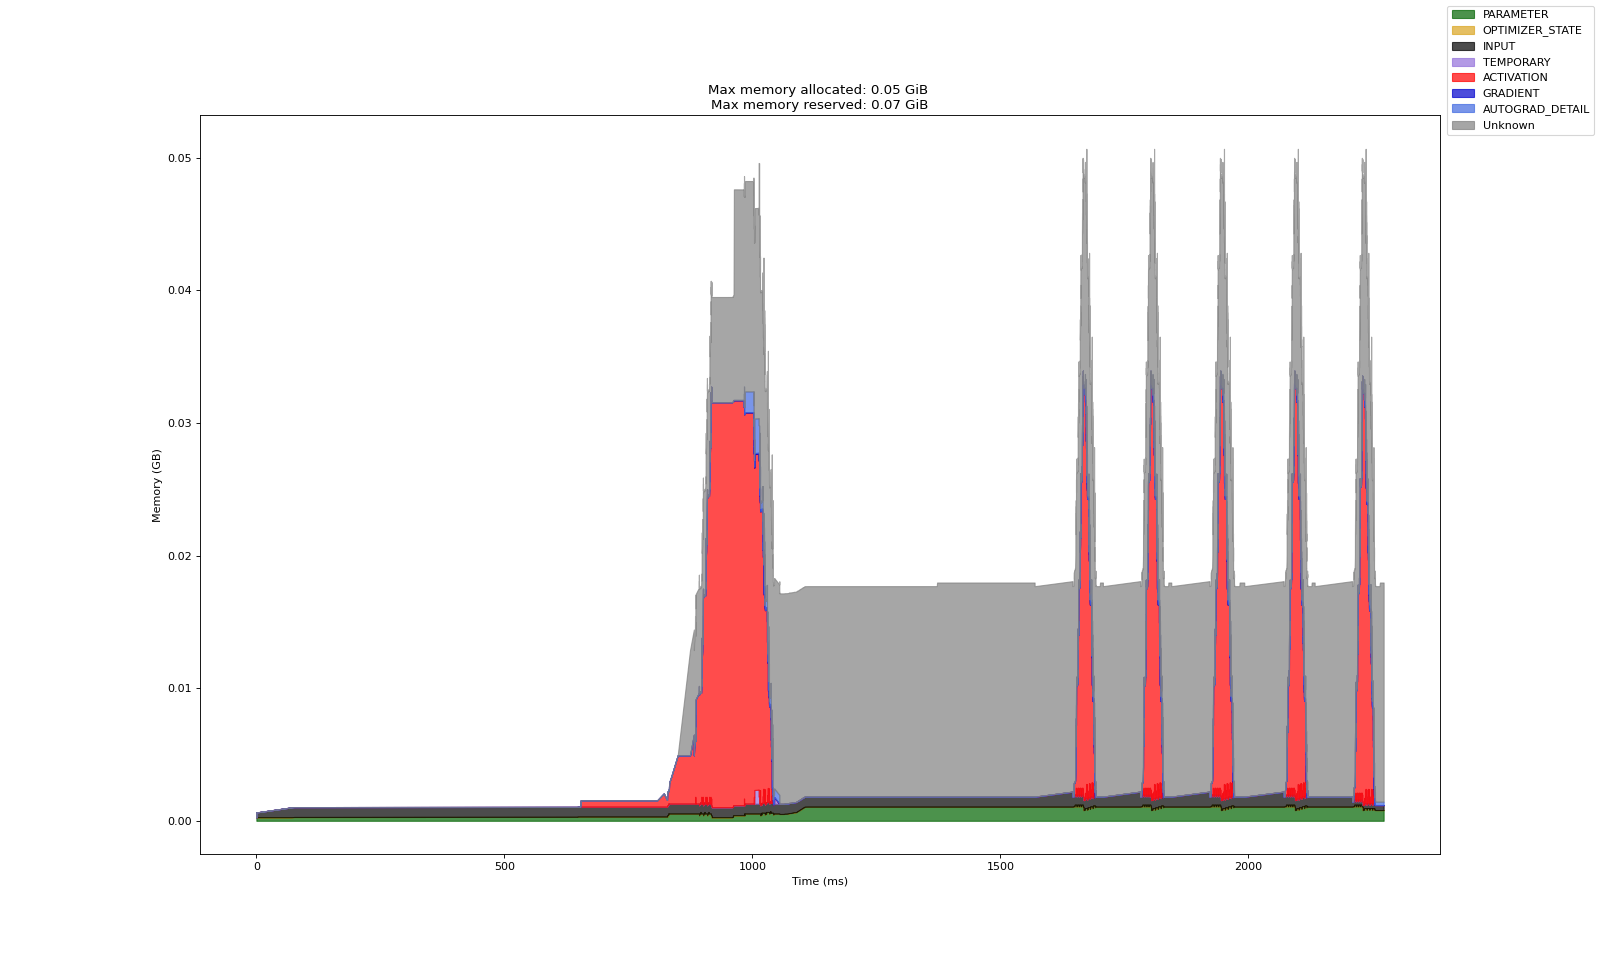 PARAMETER
OPTIMIZER_STATE
INPUT
TEMPORARY
ACTIVATION
GRADIENT
AUTOGRAD_DETAIL
Unknown
Max memory allocated: 0.05 GiB
Max memory reserved: 0.07 GiB
0.05
0.04
0.03
0.02
0.01
0.00
Memory (GB)
0 500 1000 1500 2000
Time (ms)